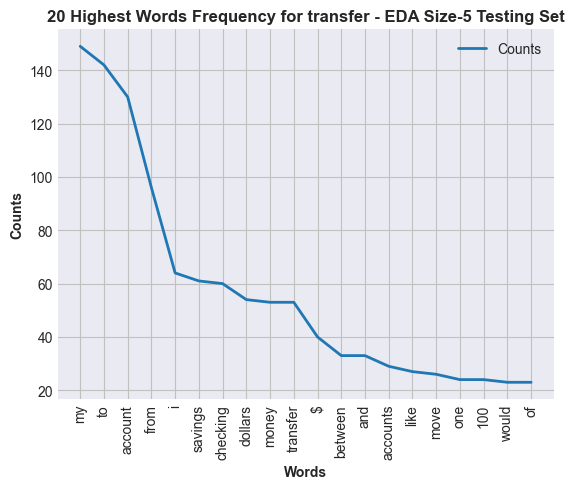 20 Highest Words Frequency for transfer - EDA Size-5 Testing Set
Counts
140
120
100
80
60
40
20
Counts
my
to
account
from
i
savings
checking
dollars
money
transfer
$
between
and
accounts
like
move
one
100
would
of
Words